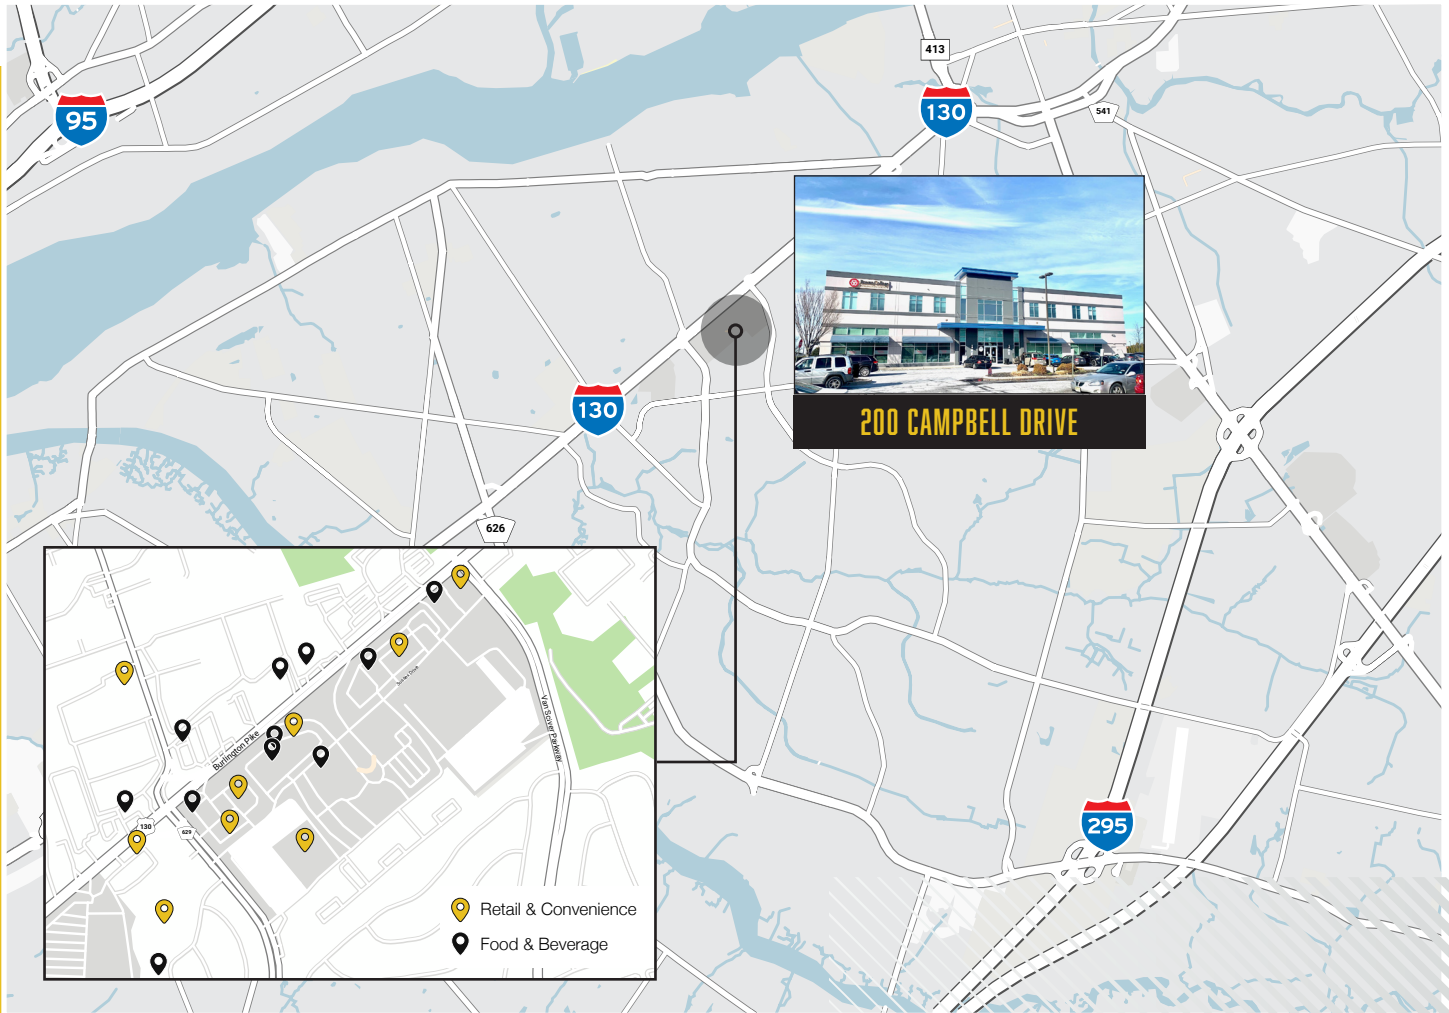 413
95
130
541
200 CAMPBELL DRIVE
130
626
Van Sciver Parkway
Burlington Pike
130
629
295
Retail & Convenience
Food & Beverage